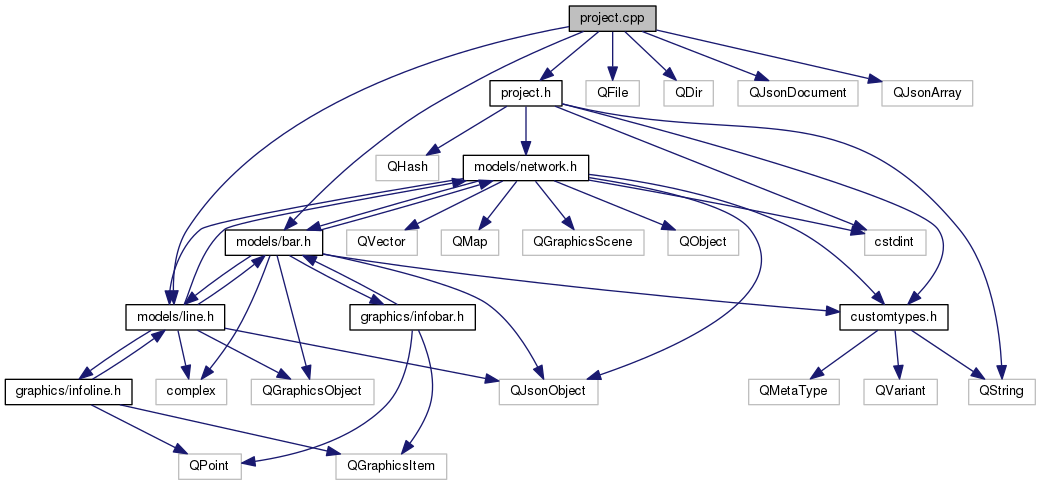 project.cpp
project.h
QFile
QDir
QJsonDocument
QJsonArray
QHash
models/network.h
models/bar.h
QVector
QMap
QGraphicsScene
QObject
cstdint
models/line.h
graphics/infobar.h
customtypes.h
graphics/infoline.h
complex
QGraphicsObject
QJsonObject
QMetaType
QVariant
QString
QPoint
QGraphicsItem